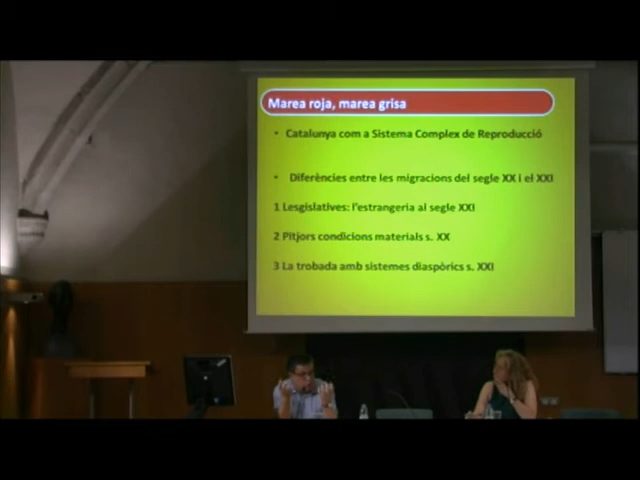 Marea roja, marea grisa
• Catalunya com a Sistema Complex de Reproducció
• Diferències entre les migracions del segle XX i el XXI
1 Lesgislatives: l'estrangeria al segle XXI
2 Pitjors condicions materials s. XX
3 La trobada amb sistemes diaspòrics s. XXI